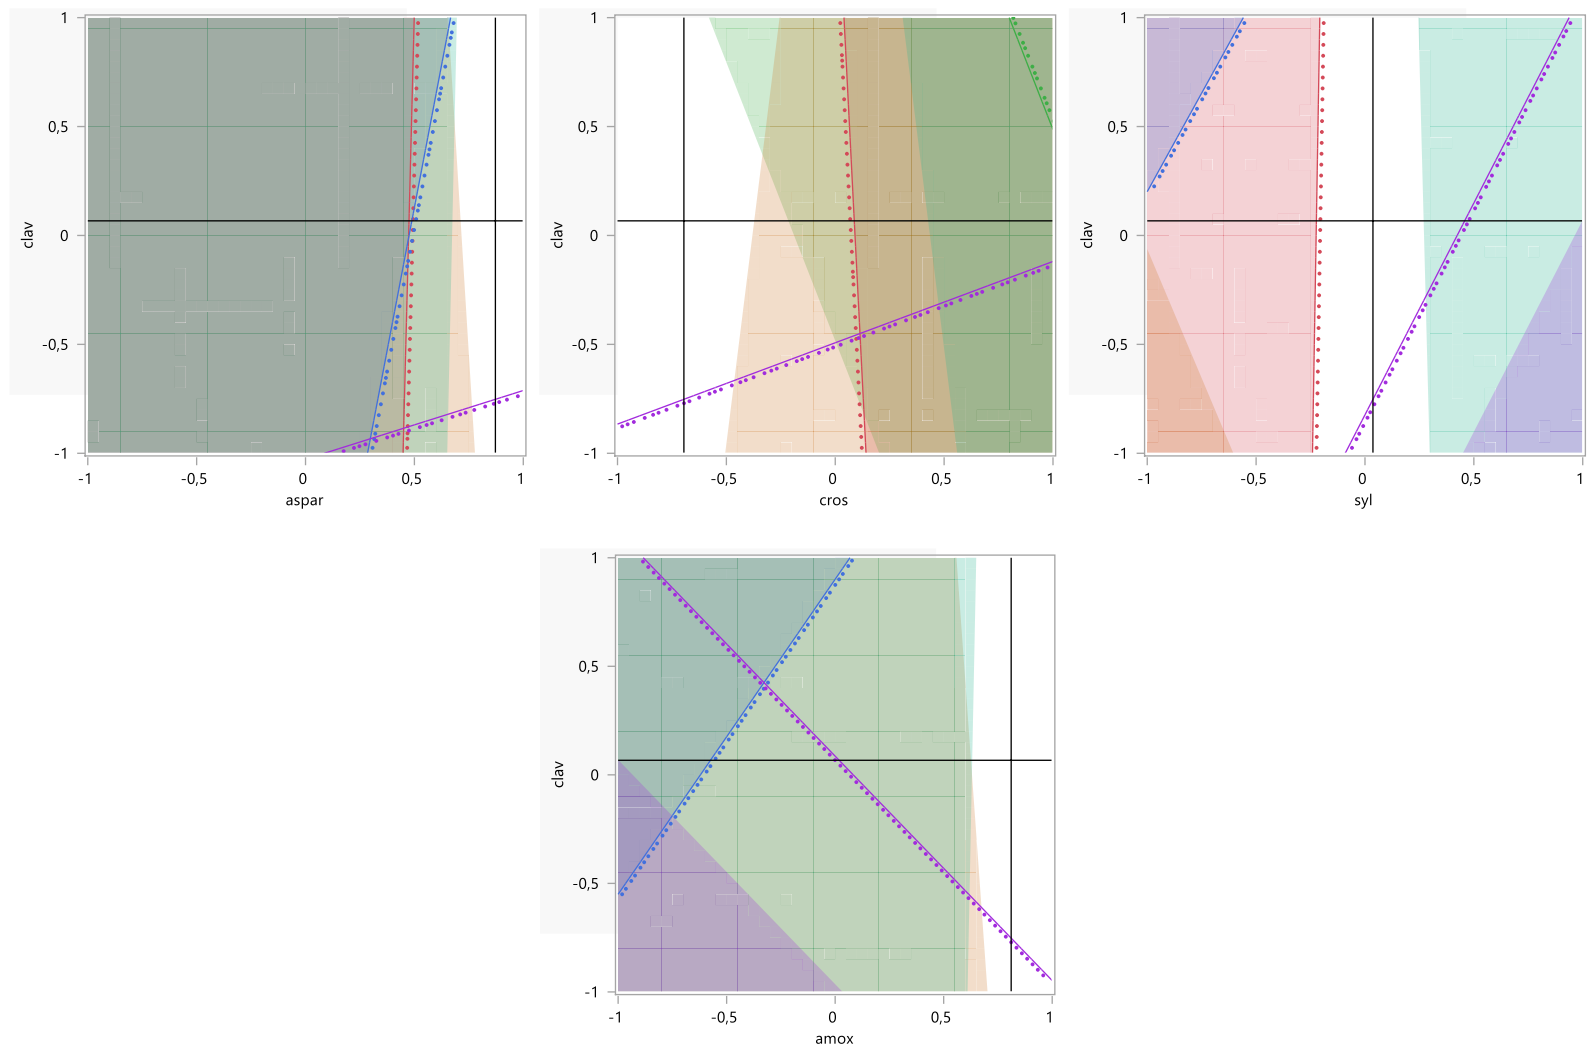 1 1 1
0,5 0,5 0,5
clav 0 clav 0 clav 0
-0,5 -0,5 -0,5
-1 -1 -1
-1 -0,5 0 0,5 1 -1 -0,5 0 0,5 1 -1 -0,5 0 0,5 1
aspar cros syl
1
0,5
clav 0
-0,5
-1
-1 -0,5 0 0,5 1
amox